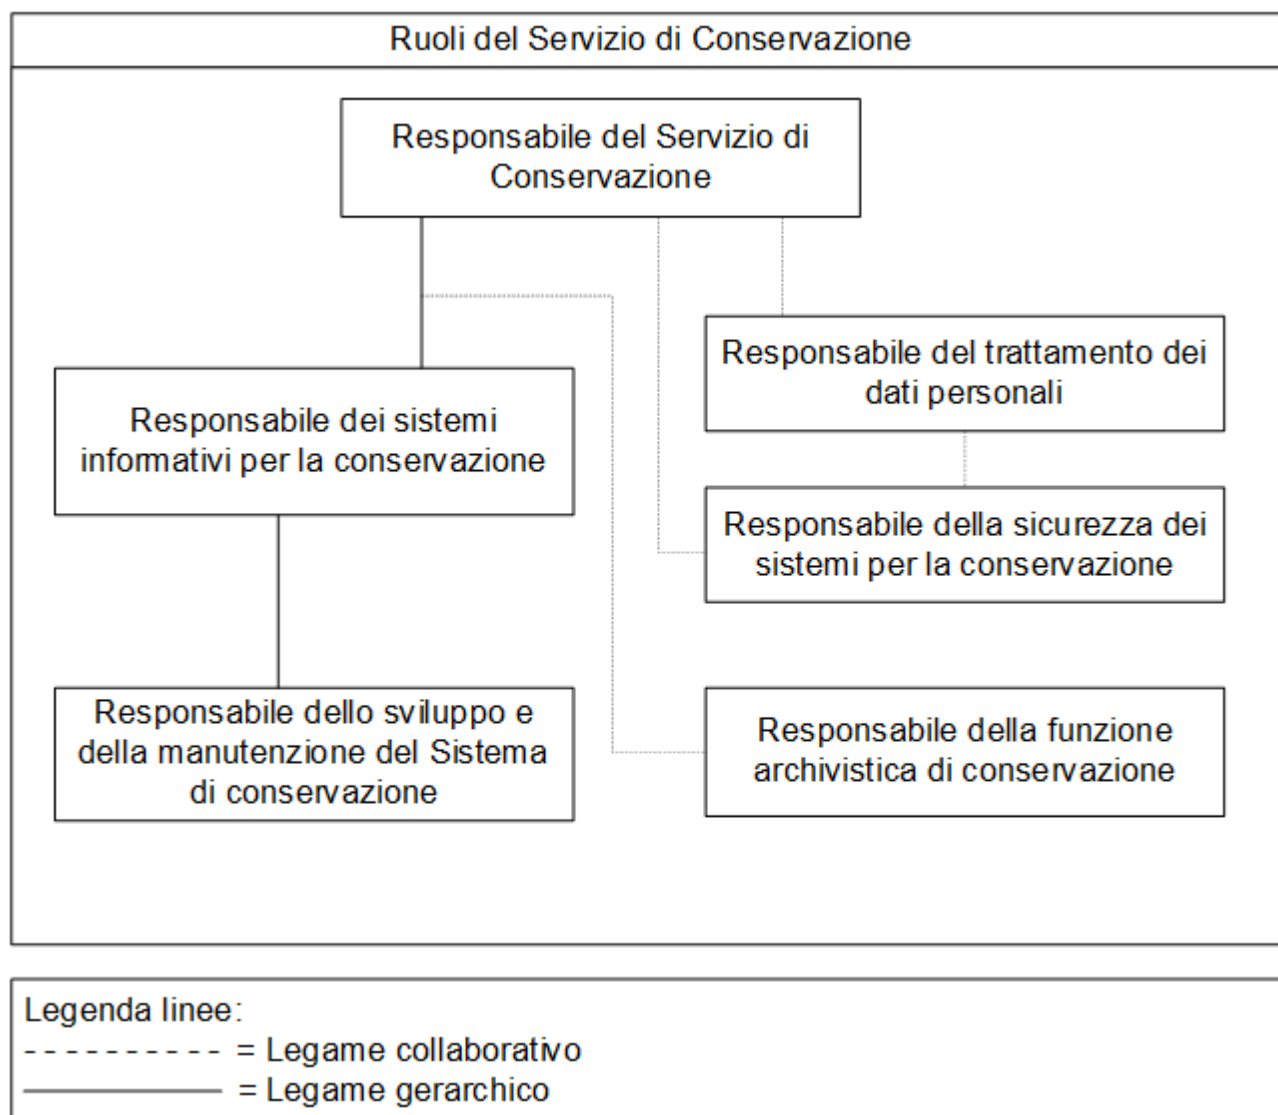 Ruoli del Servizio di Conservazione
Responsabile del Servizio di
Conservazione
Responsabile del trattamento dei
dati personali
Responsabile dei sistemi
informativi per la conservazione
Responsabile della sicurezza dei
sistemi per la conservazione
Responsabile dello sviluppo e
della manutenzione del Sistema
di conservazione
Responsabile della funzione
archivistica di conservazione
Legenda linee:
- - - - - - - - - - = Legame collaborativo
= Legame gerarchico